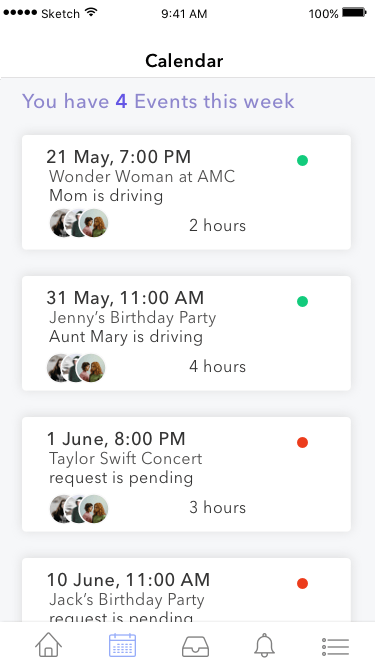 Sketch 9:41 AM 100%
Calendar
You have 4 Events this week
21 May, 7:00 PM
Wonder Woman at AMC
Mom is driving
2 hours
31 May, 11:00 AM
Jenny’s Birthday Party
Aunt Mary is driving
4 hours
1 June, 8:00 PM
Taylor Swift Concert
request is pending
3 hours
10 June, 11:00 AM
Jack’s Birthday Party
request is pending